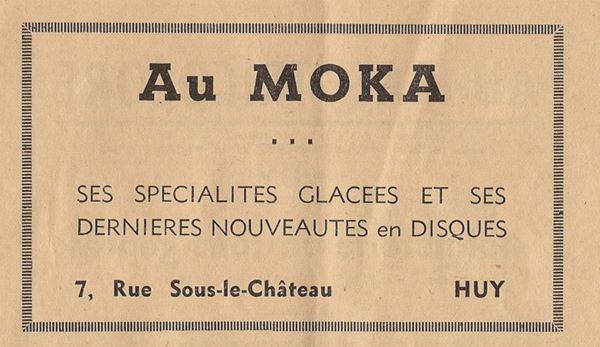 Au MOKA
...
SES SPECIALITES GLACEES ET SES
DERNIERES NOUVEAUTES en DISQUES
7, Rue Sous-le-Château HUY